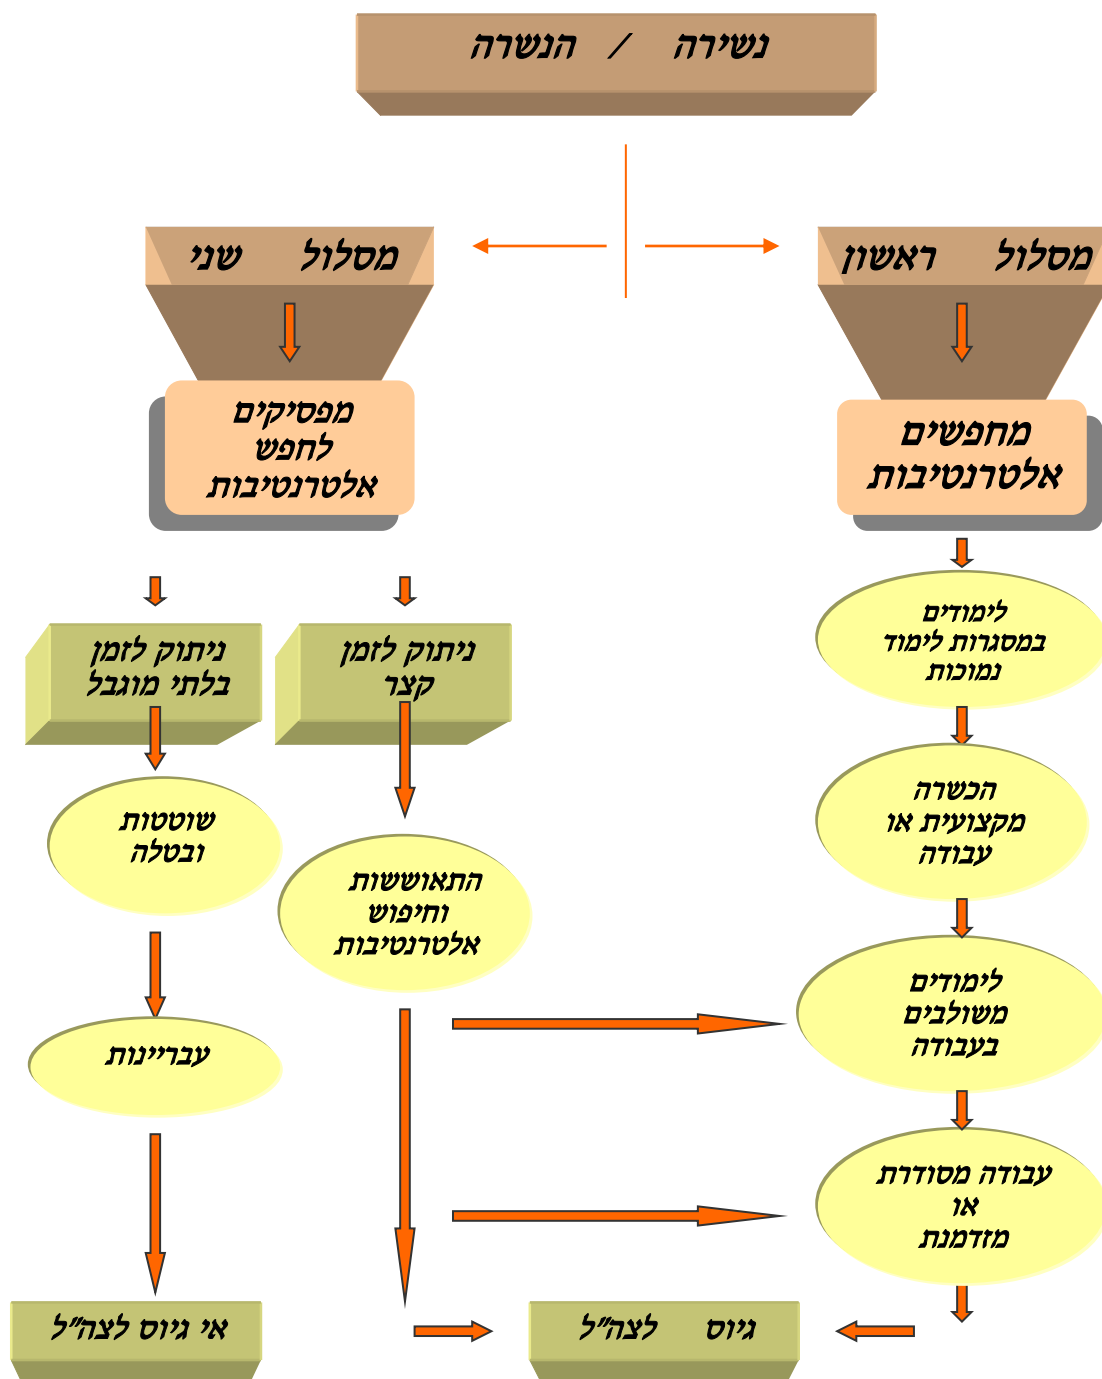 נשירה / הנשרה
מסלול ראשון
מסלול שני
מחפשים
אלטרנטיבות
מפסיקים
לחפש
אלטרנטיבות
לימודים
במסגרות לימוד
נמוכות
ניתוק לזמן
קצר
ניתוק לזמן
בלתי מוגבל
הכשרה
מקצועית או
עבודה
שוטטות
ובטלה
התאוששות
וחיפוש
אלטרנטיבות
לימודים
משולבים
בעבודה
עבריינות
עבודה מסודרת
או
מזדמנת
גיוס לצה"ל
אי גיוס לצה"ל